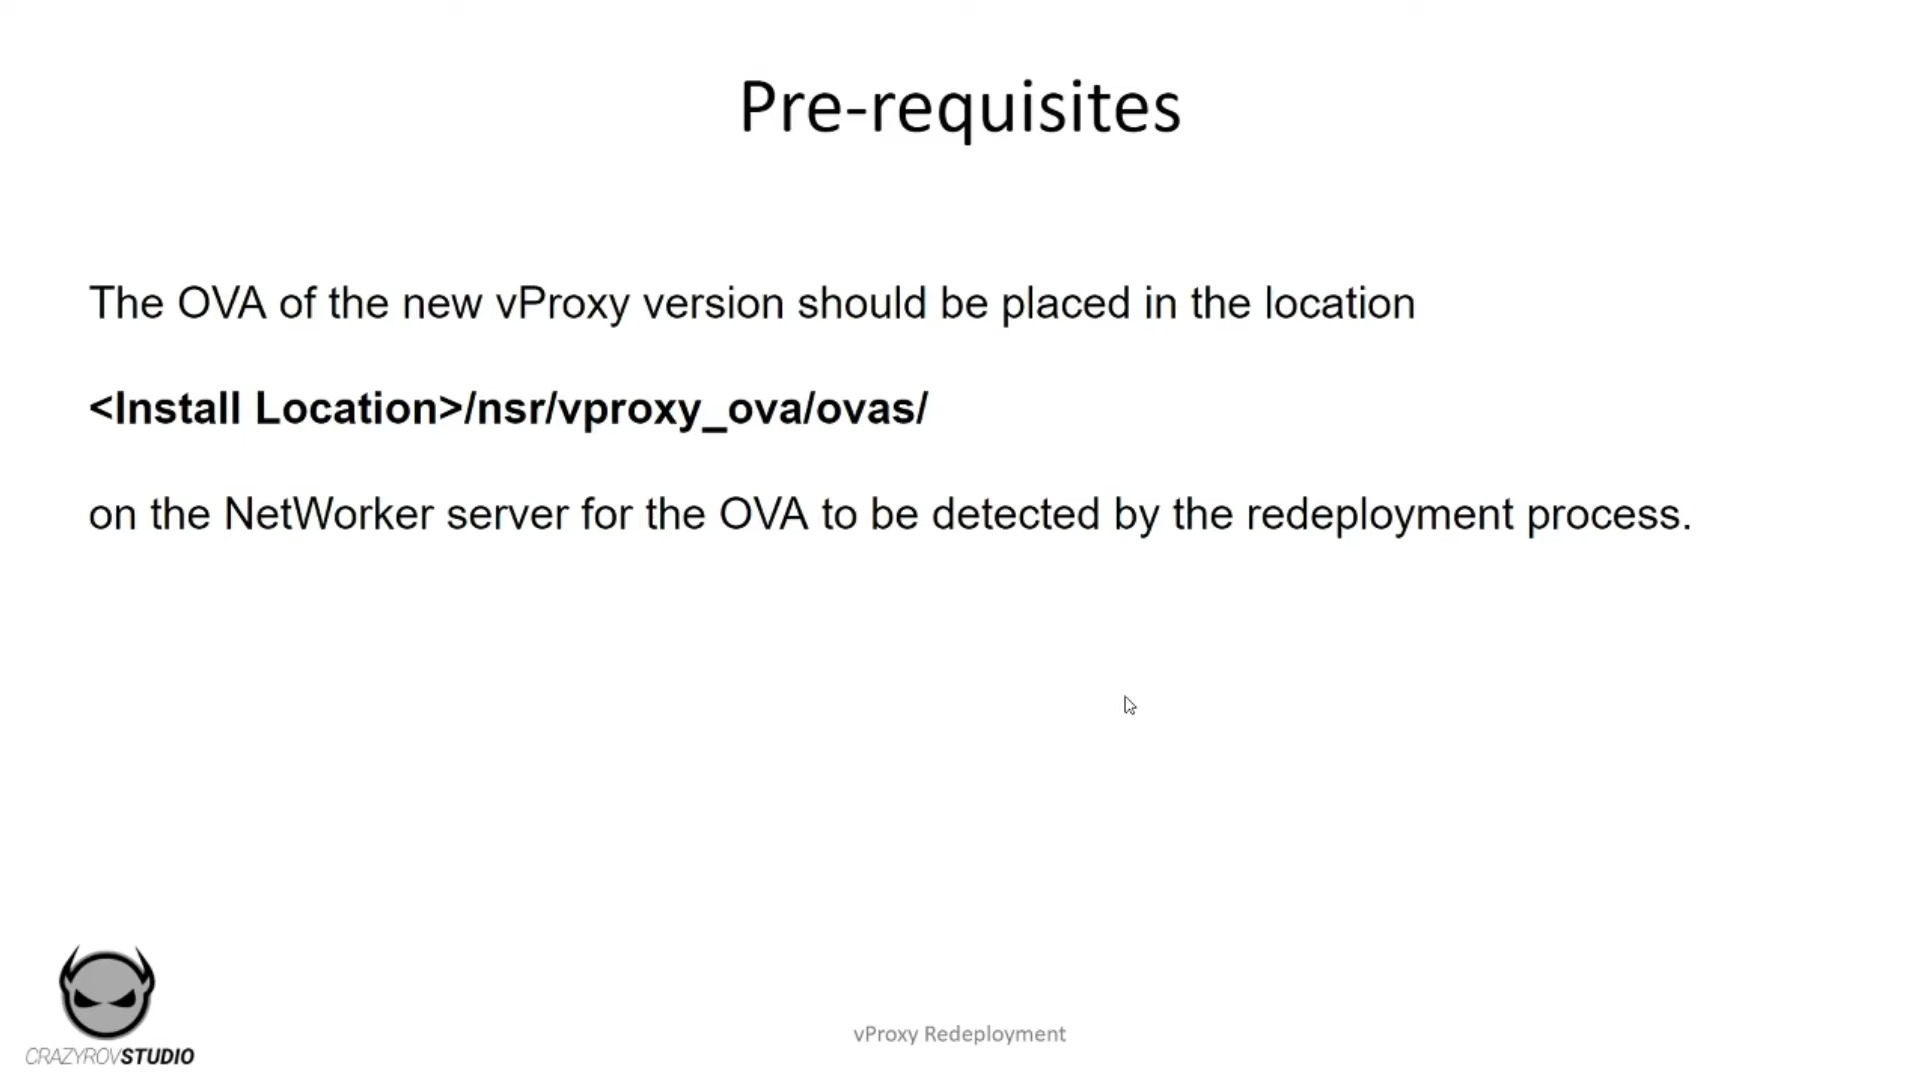 Pre-requisites
The OVA of the new vProxy version should be placed in the location
<Install Location>/nsr/vproxy_ova/ovas/
on the NetWorker server for the OVA to be detected by the redeployment process.
CRAZYROVSTUDIO
vProxy Redeployment